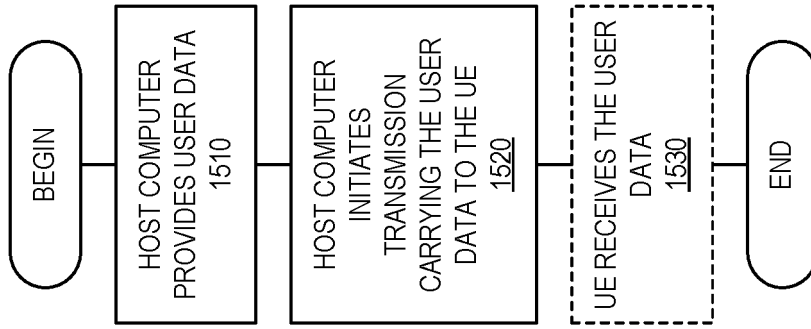 BEGIN
HOST COMPUTER
PROVIDES USER DATA
1510
HOST COMPUTER
INITIATES
TRANSMISSION
CARRYING THE USER
DATA TO THE UE
1520
UE RECEIVES THE USER
DATA
1530
END